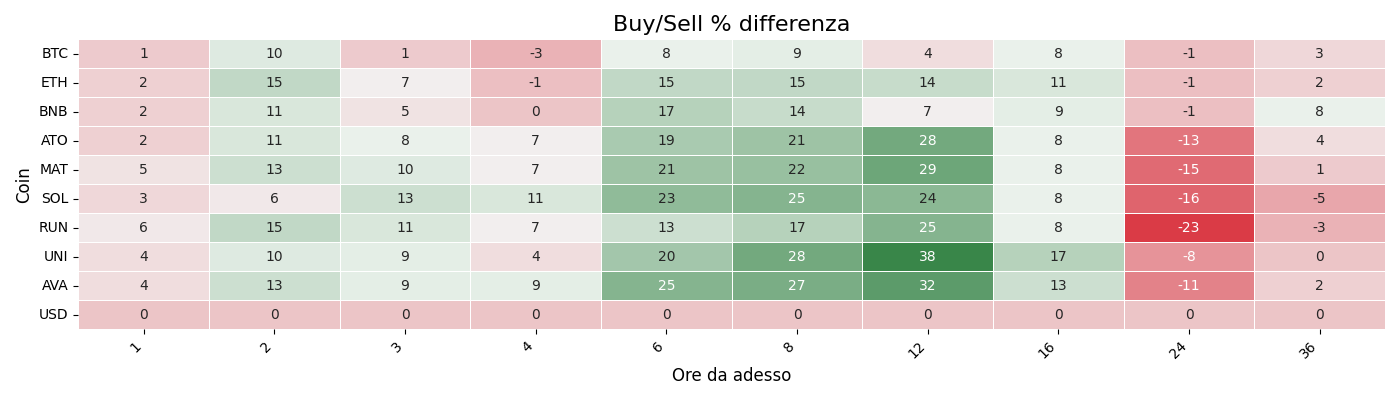 Buy/Sell % differenza
Coin
BTC 1 10 1 -3 8 9 4 8 -1 3
ETH 2 15 7 -1 15 15 14 11 -1 2
BNB 2 11 5 0 17 14 7 9 -1 8
ATO 2 11 8 7 19 21 28 8 -13 4
MAT 5 13 10 7 21 22 29 8 -15 1
SOL 3 6 13 11 23 25 24 8 -16 -5
RUN 6 15 11 7 13 17 25 8 -23 -3
UNI 4 10 9 4 20 28 38 17 -8 0
AVA 4 13 9 9 25 27 32 13 -11 2
USD 0 0 0 0 0 0 0 0 0 0
1 2 3 4 6 8 12 16 24 36
Ore da adesso